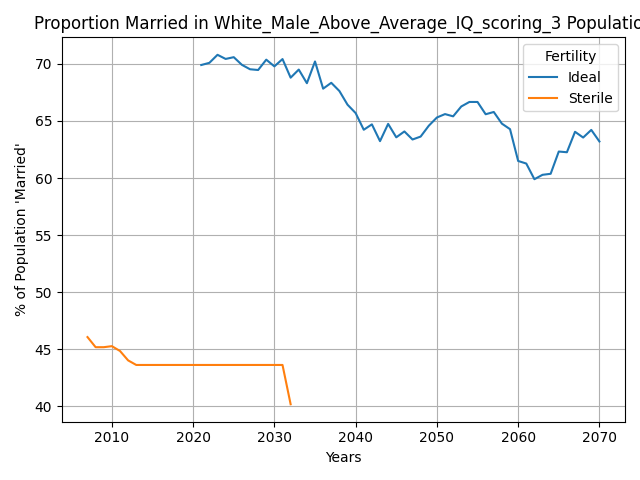 Proportion Married in White_Male_Above_Average_IQ_scoring_3 Populatio
Fertility
Ideal
Sterile
% of Population 'Married'
70
65
60
55
50
45
40
2010 2020 2030 2040 2050 2060 2070
Years